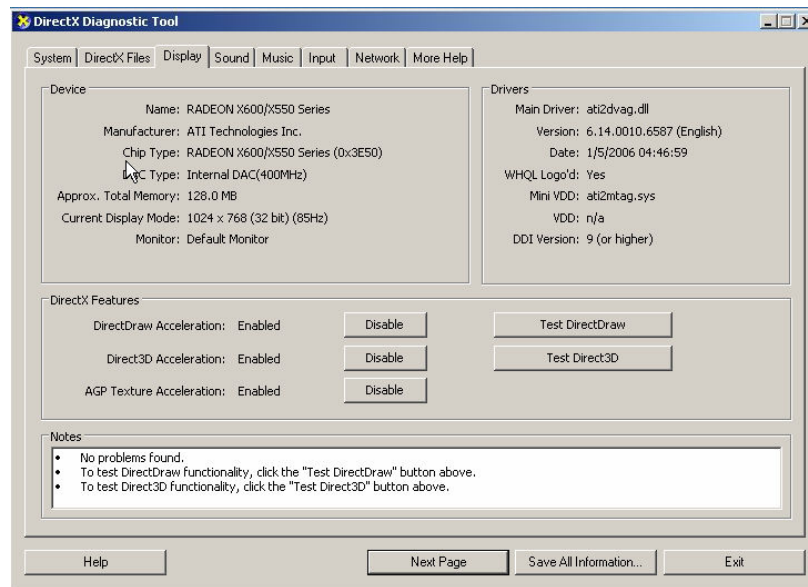 DirectX Diagnostic Tool
System DirectX Files Display Sound Music Input Network More Help
Device
Name: RADEON X600/X550 Series
Manufacturer: ATI Technologies Inc.
Chip Type: RADEON X600/X550 Series (0x3E50)
DAC Type: Internal DAC(400MHz)
Approx. Total Memory: 128.0 MB
Current Display Mode: 1024 x 768 (32 bit) (85Hz)
Monitor: Default Monitor
Drivers
Main Driver: ati2dvag.dll
Version: 6.14.0010.6587 (English)
Date: 1/5/2006 04:46:59
WHQL Logo'd: Yes
Mini VDD: ati2mtag.sys
VDD: n/a
DDI Version: 9 (or higher)
DirectX Features
DirectDraw Acceleration: Enabled Disable Test DirectDraw
Direct3D Acceleration: Enabled Disable Test Direct3D
AGP Texture Acceleration: Enabled Disable
Notes
• No problems found.
• To test DirectDraw functionality, click the "Test DirectDraw" button above.
• To test Direct3D functionality, click the "Test Direct3D" button above.
Help Next Page Save All Information... Exit